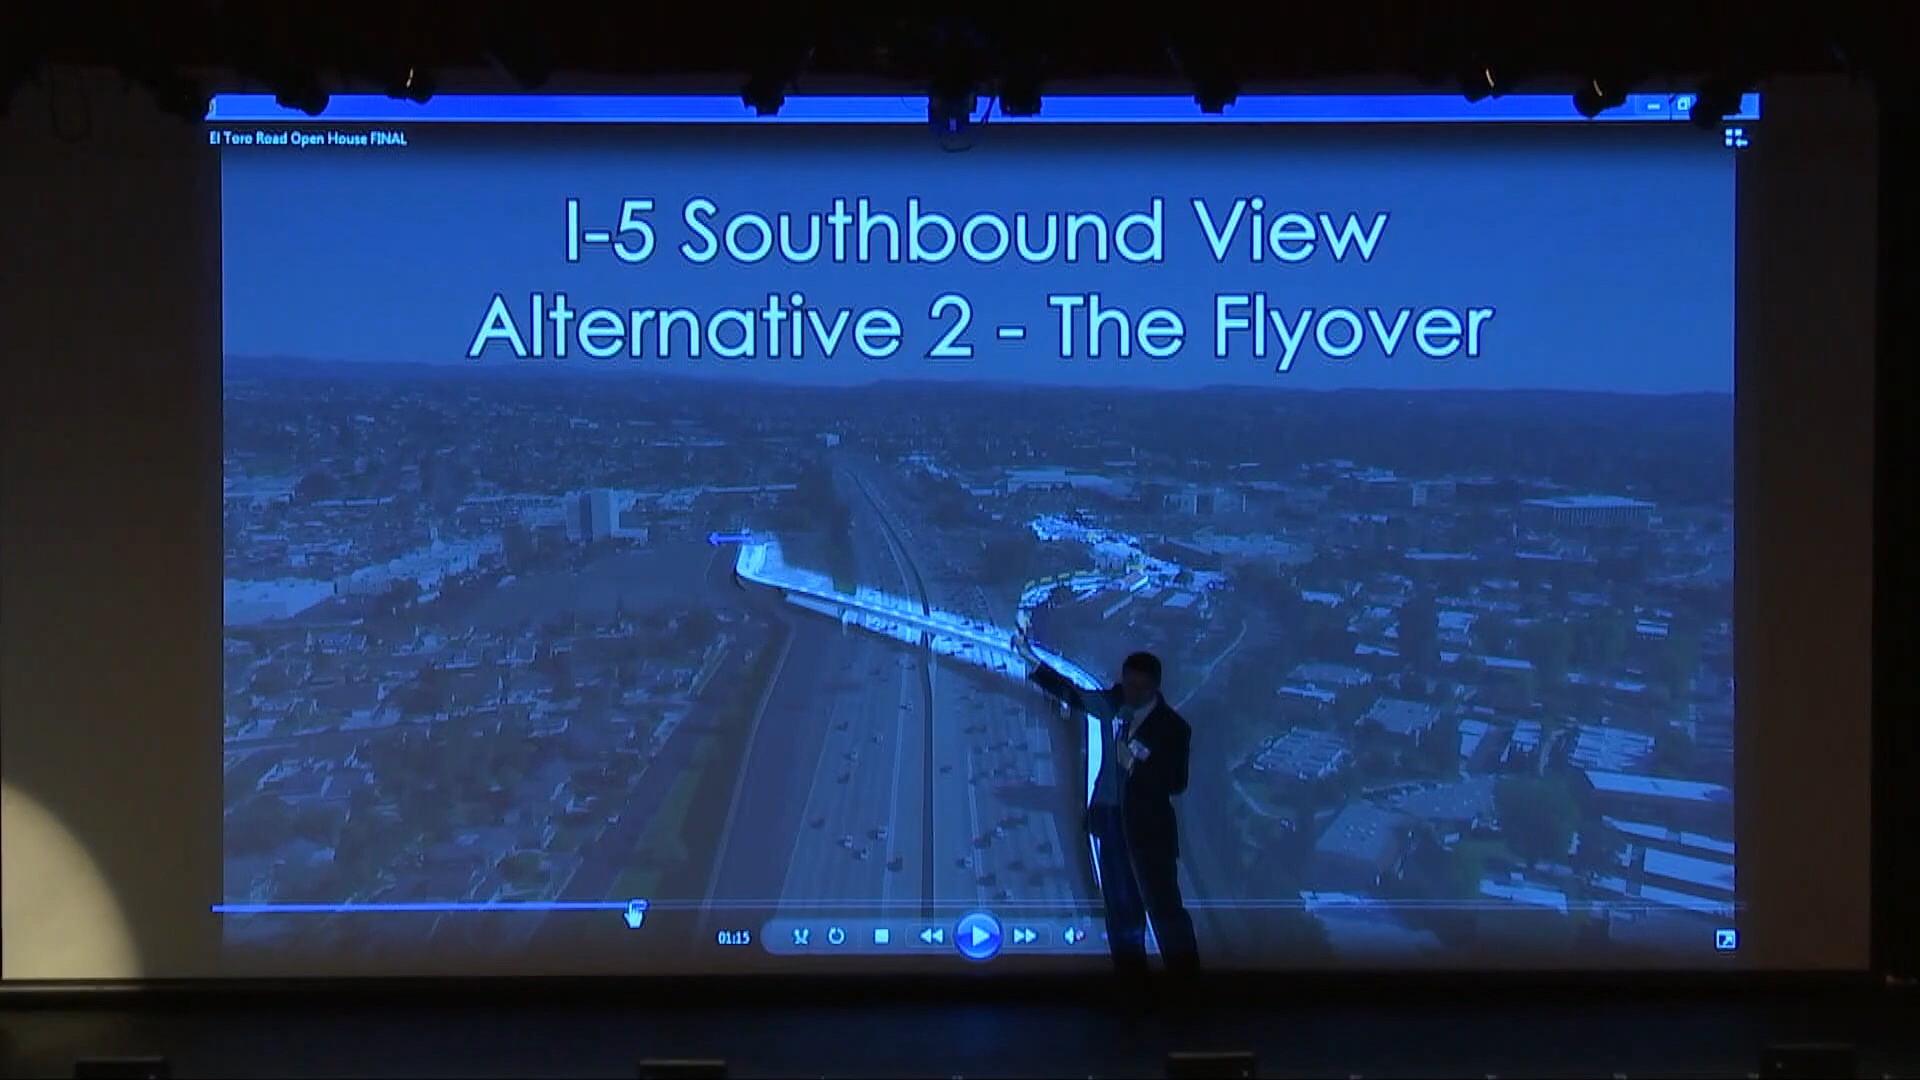 El Toro Road Open House FINAL
I-5 Southbound View
Alternative 2 - The Flyover
01:15